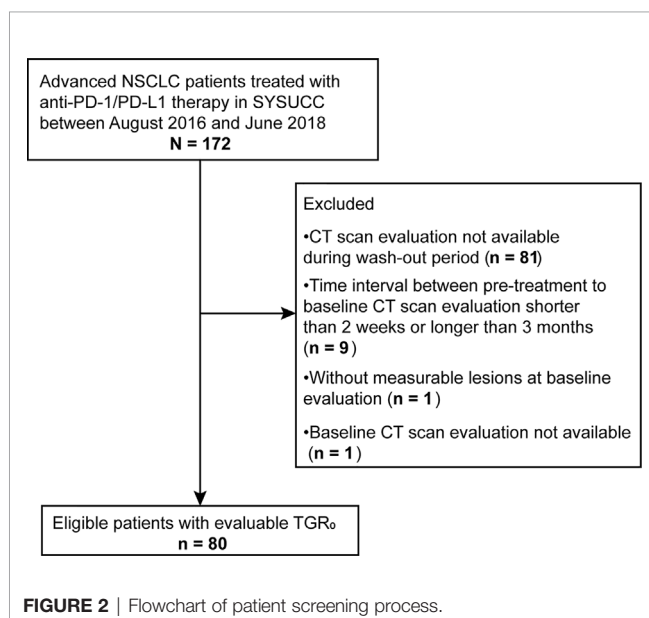 Advanced NSCLC patients treated with
anti-PD-1/PD-L1 therapy in SYSUCC
between August 2016 and June 2018
N = 172
Excluded
•CT scan evaluation not available
during wash-out period (n = 81)
•Time interval between pre-treatment to
baseline CT scan evaluation shorter
than 2 weeks or longer than 3 months
(n = 9)
•Without measurable lesions at baseline
evaluation (n = 1)
•Baseline CT scan evaluation not available
(n = 1)
Eligible patients with evaluable TGR₀
n = 80
FIGURE 2 | Flowchart of patient screening process.